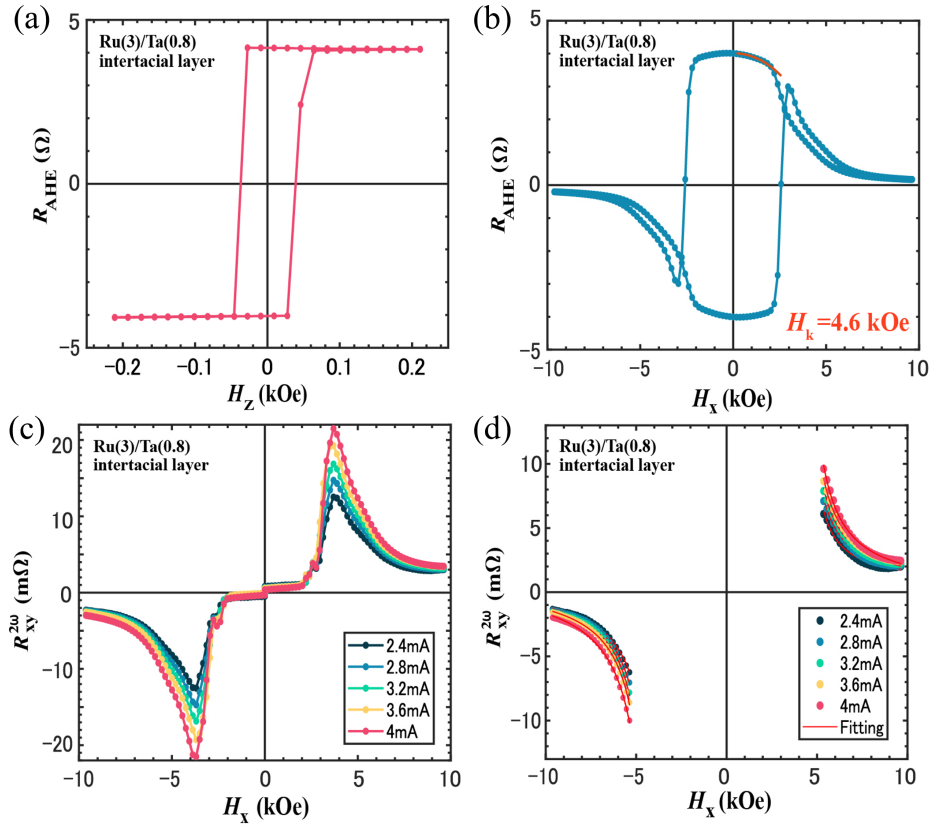 (a)
Ru(3)/Ta(0.8)
intertacial layer
5
0
−5
R_AHE (Ω)
−0.2 −0.1 0 0.1 0.2
H_Z (kOe)
(b)
Ru(3)/Ta(0.8)
intertacial layer
5
0
−5
R_AHE (Ω)
H_k=4.6 kOe
−10 −5 0 5 10
H_x (kOe)
(c)
Ru(3)/Ta(0.8)
intertacial layer
20
10
0
−10
−20
R_xy^2ω (mΩ)
2.4mA
2.8mA
3.2mA
3.6mA
4mA
−10 −5 0 5 10
H_x (kOe)
(d)
Ru(3)/Ta(0.8)
intertacial layer
10
5
0
−5
−10
R_xy^2ω (mΩ)
2.4mA
2.8mA
3.2mA
3.6mA
4mA
Fitting
−10 −5 0 5 10
H_x (kOe)